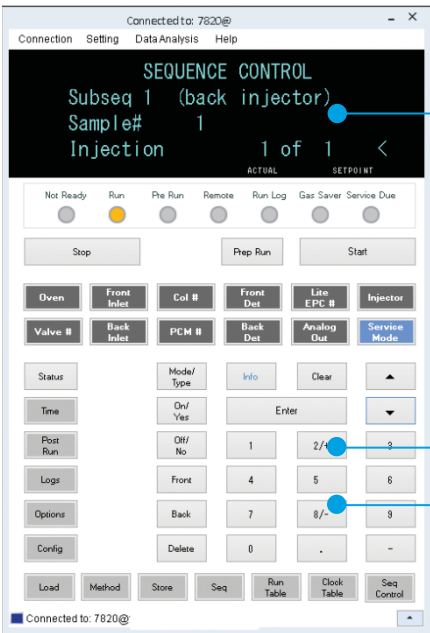 Connected to: 7820@
Connection Setting Data Analysis Help
SEQUENCE CONTROL
Subseq 1 (back injector)
Sample# 1
Injection 1 of 1 <
ACTUAL SETPOINT
Not Ready Run Pre Run Remote Run Log Gas Saver Service Due
Stop Prep Run Start
Oven Front Inlet Col # Front Det Lite EPC # Injector
Valve # Back Inlet PCM # Back Det Analog Out Service Mode
Status Mode/Type Info Clear
Time On/Yes Enter
Post Run Off/No 1 2/+ 3
Logs Front 4 5 6
Options Back 7 8/- 9
Config Delete 0 . -
Load Method Store Seq Run Table Clock Table Seq Control
Connected to: 7820@